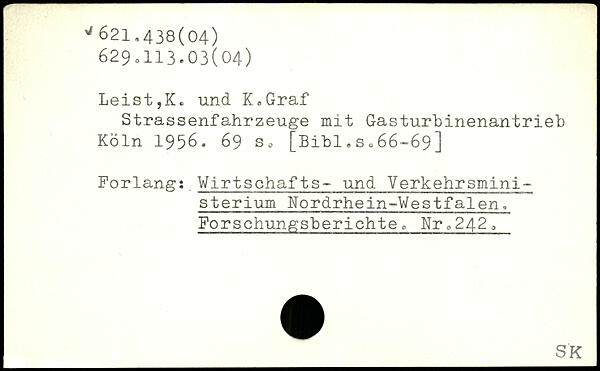 621.438(04)
629.113.03(04)
Leist,K. und K.Graf
Strassenfahrzeuge mit Gasturbinenantrieb
Köln 1956. 69 s. [Bibl.s.66-69]
Forlang: Wirtschafts- und Verkehrsmini-
sterium Nordrhein-Westfalen.
Forschungsberichte. Nr.242.
SK